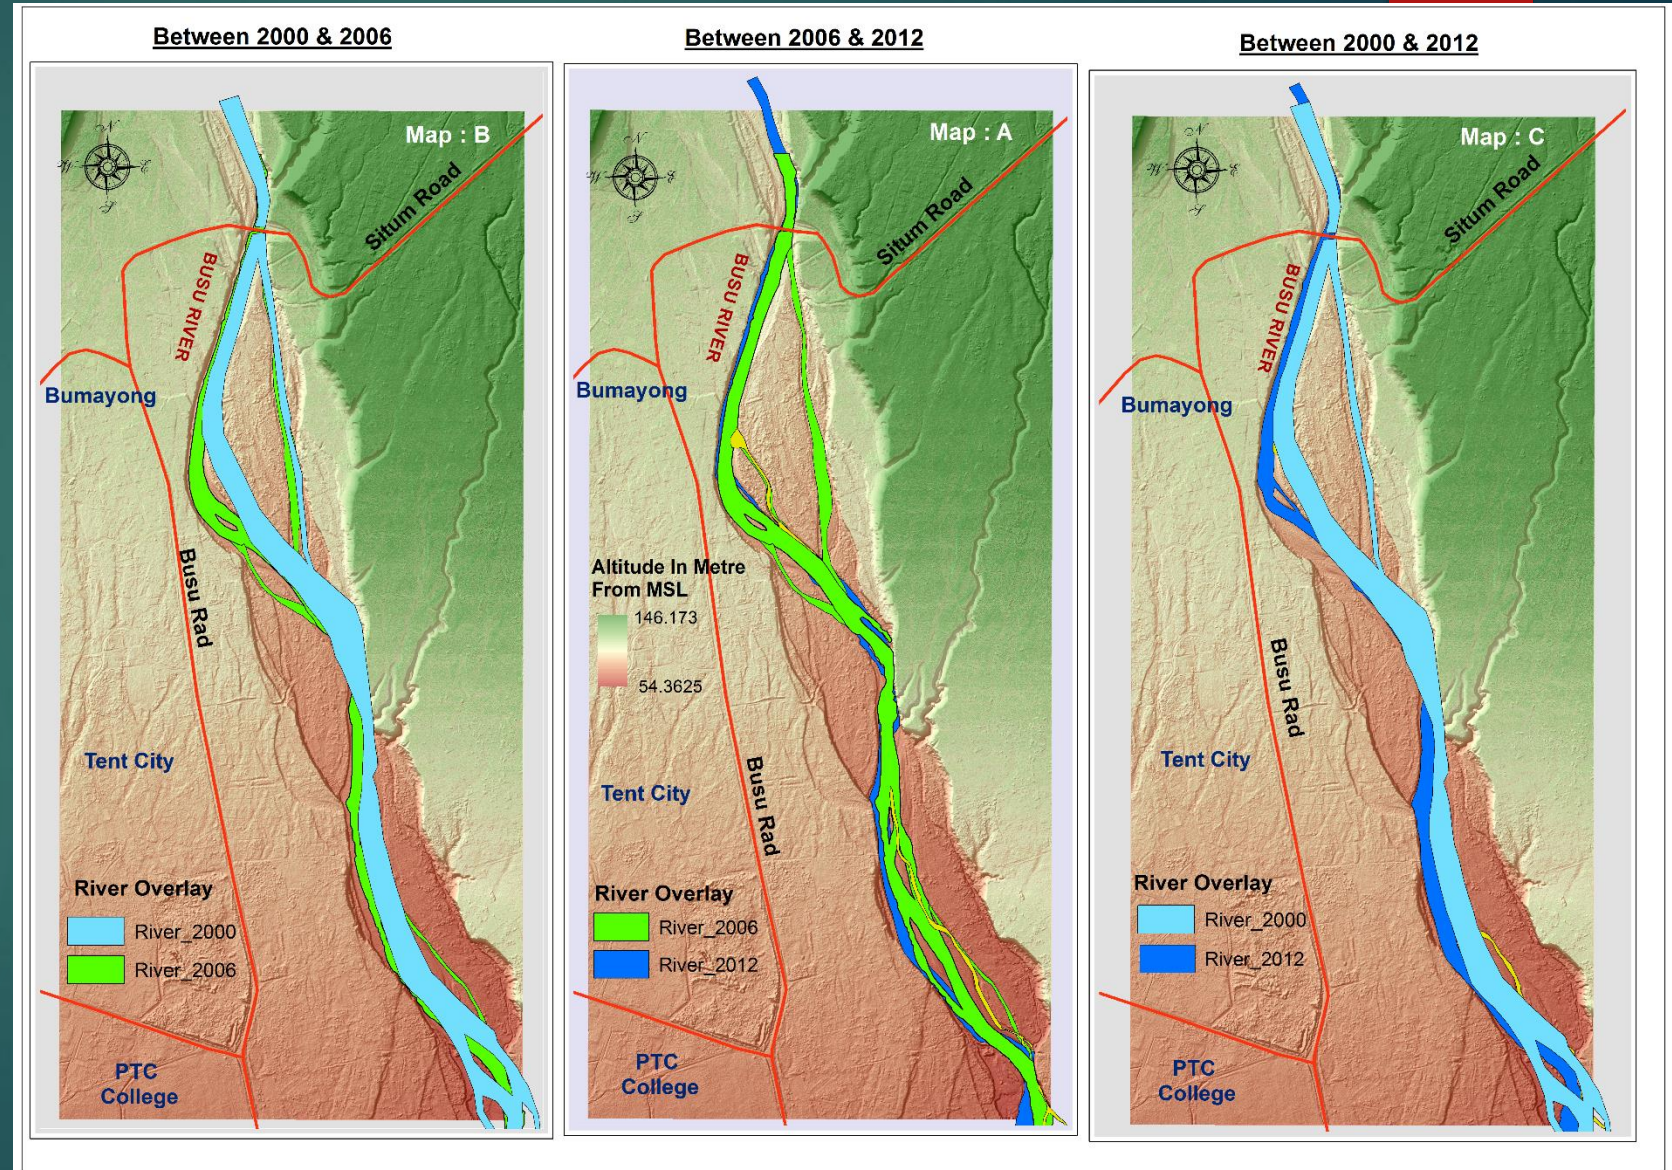 Between 2000 & 2006
Map : B
N
W
E
S
Situm Road
BUSU RIVER
Bumayong
Busu Rad
Tent City
River Overlay
River_2000
River_2006
PTC
College
Between 2006 & 2012
Map : A
N
W
E
S
Situm Road
BUSU RIVER
Bumayong
Altitude In Metre
From MSL
146.173
54.3625
Busu Rad
Tent City
River Overlay
River_2006
River_2012
PTC
College
Between 2000 & 2012
Map : C
N
W
E
S
Situm Road
BUSU RIVER
Bumayong
Busu Rad
Tent City
River Overlay
River_2000
River_2012
PTC
College